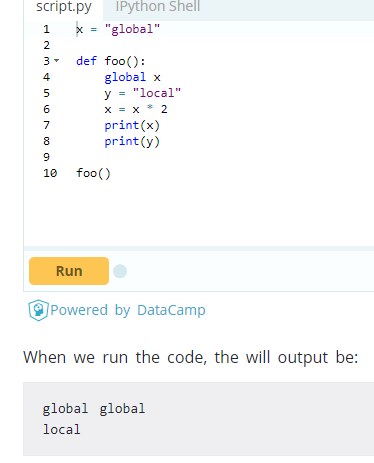 script.py IPython Shell
1 x = "global"
2
3 def foo():
4     global x
5     y = "local"
6     x = x * 2
7     print(x)
8     print(y)
9
10 foo()
Run
Powered by DataCamp
When we run the code, the will output be:
global global
local